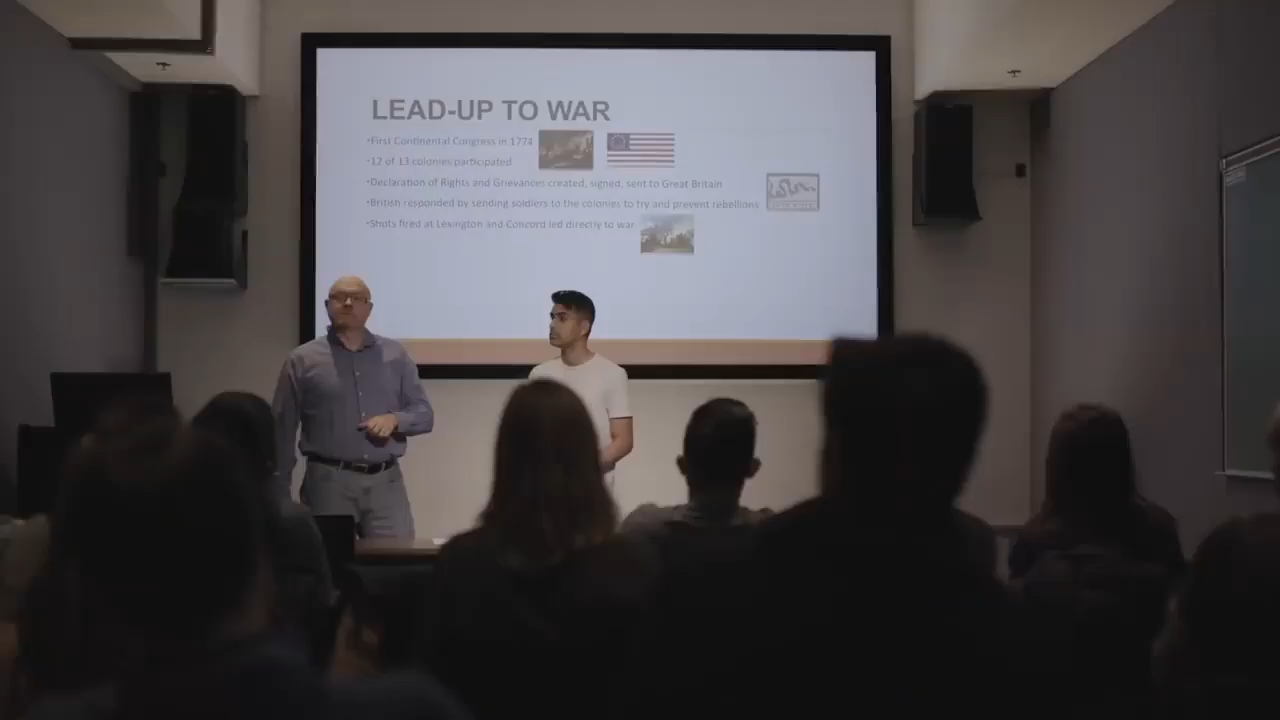 LEAD-UP TO WAR
•First Continental Congress in 1774
•12 of 13 colonies participated
•Declaration of Rights and Grievances created, signed, sent to Great Britain
•British responded by sending soldiers to the colonies to try and prevent rebellions
•Shots fired at Lexington and Concord led directly to war